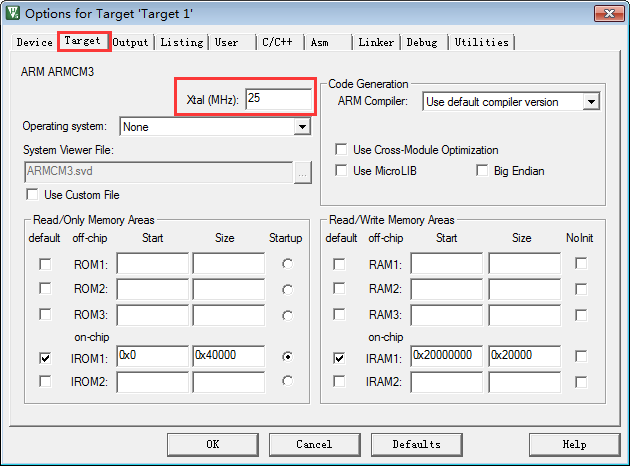 Options for Target 'Target 1'
Device Target Output Listing User C/C++ Asm Linker Debug Utilities
ARM ARMCM3
Xtal (MHz): 25
Operating system: None
System Viewer File:
ARMCM3.svd ...
Use Custom File
Code Generation
ARM Compiler: Use default compiler version
Use Cross-Module Optimization
Use MicroLIB Big Endian
Read/Only Memory Areas
default off-chip Start Size Startup
ROM1:
ROM2:
ROM3:
on-chip
IROM1: 0x0 0x40000
IROM2:
Read/Write Memory Areas
default off-chip Start Size NoInit
RAM1:
RAM2:
RAM3:
on-chip
IRAM1: 0x20000000 0x20000
IRAM2:
OK Cancel Defaults Help